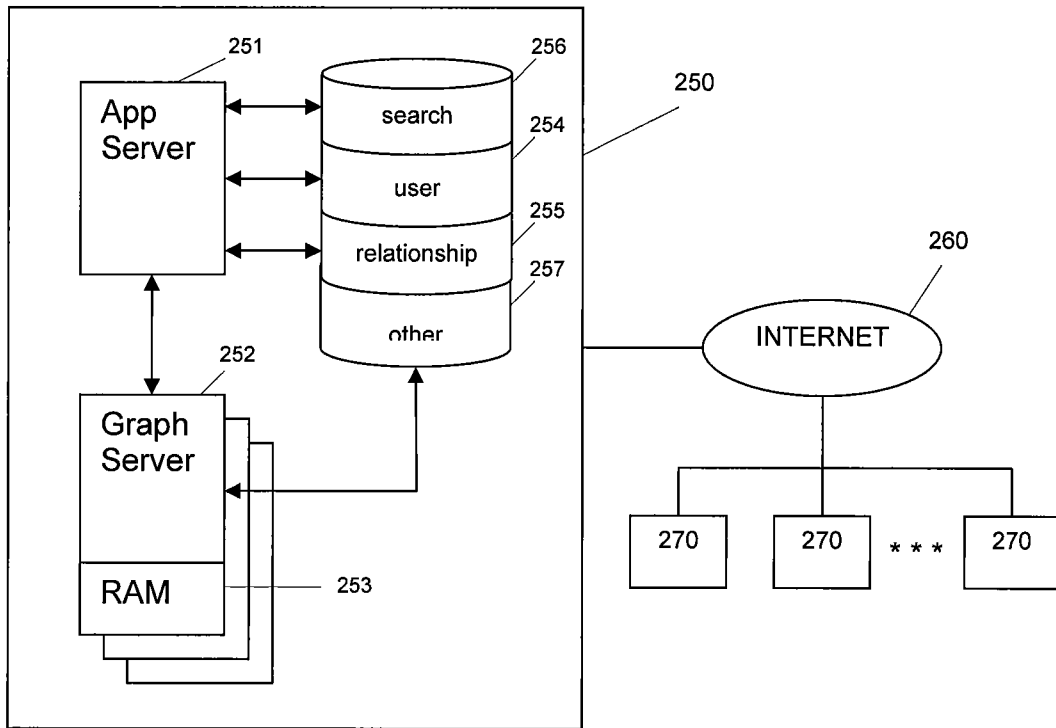 251
256
App
Server
search
250
254
user
255
relationship
257
other
260
INTERNET
252
Graph
Server
RAM
253
270
270
* * *
270